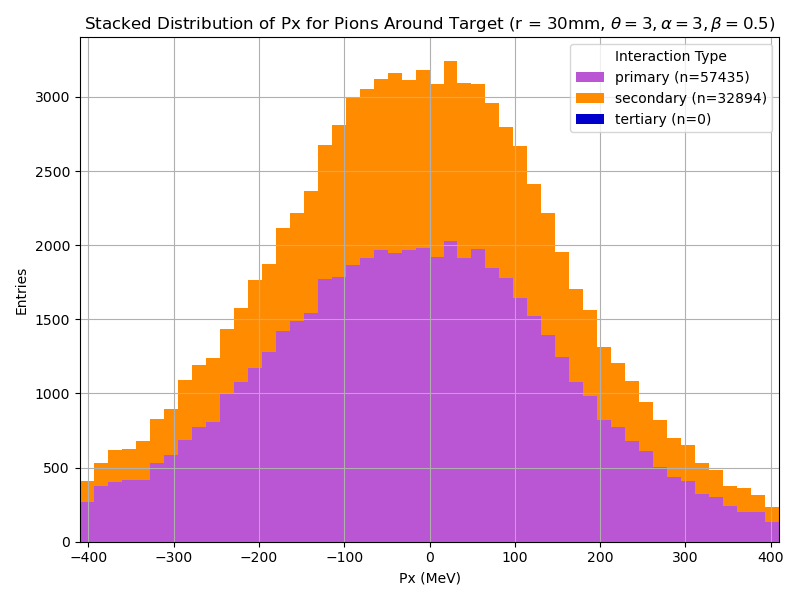 Stacked Distribution of Px for Pions Around Target (r = 30mm, θ = 3, α = 3, β = 0.5)
Interaction Type
primary (n=57435)
secondary (n=32894)
tertiary (n=0)
Entries
3000
2500
2000
1500
1000
500
0
−400 −300 −200 −100 0 100 200 300 400
Px (MeV)